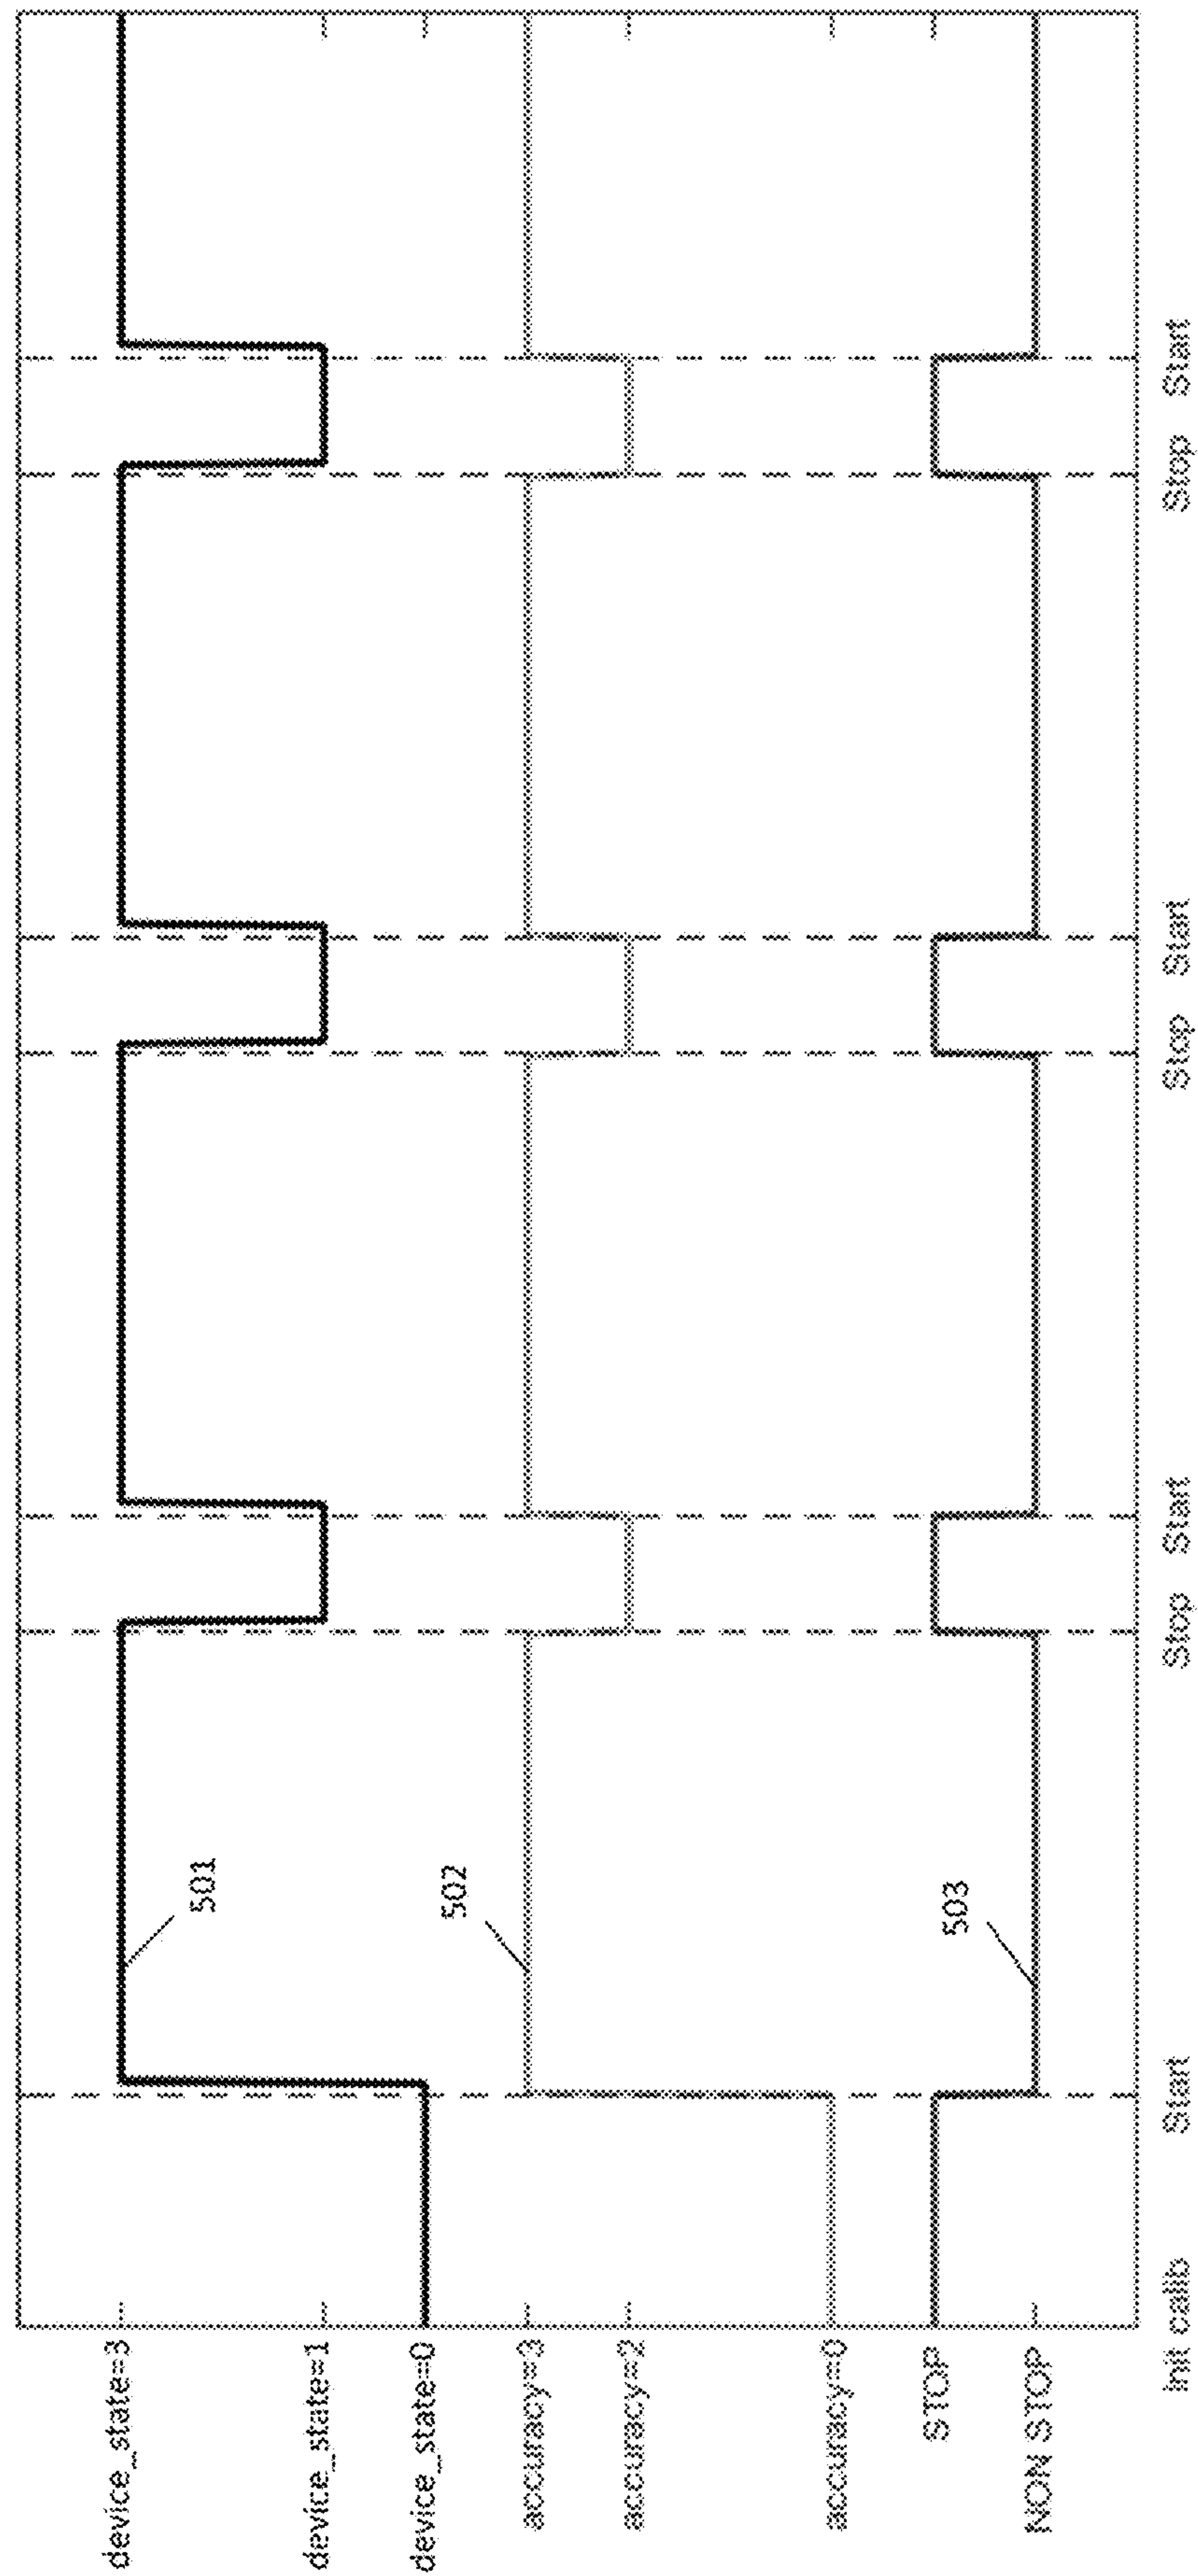 device_state=3
device_state=1
device_state=0
accuracy=3
accuracy=2
accuracy=0
STOP
NON STOP
501
502
503
Init calib
Start
Stop
Start
Stop
Start
Stop
Start